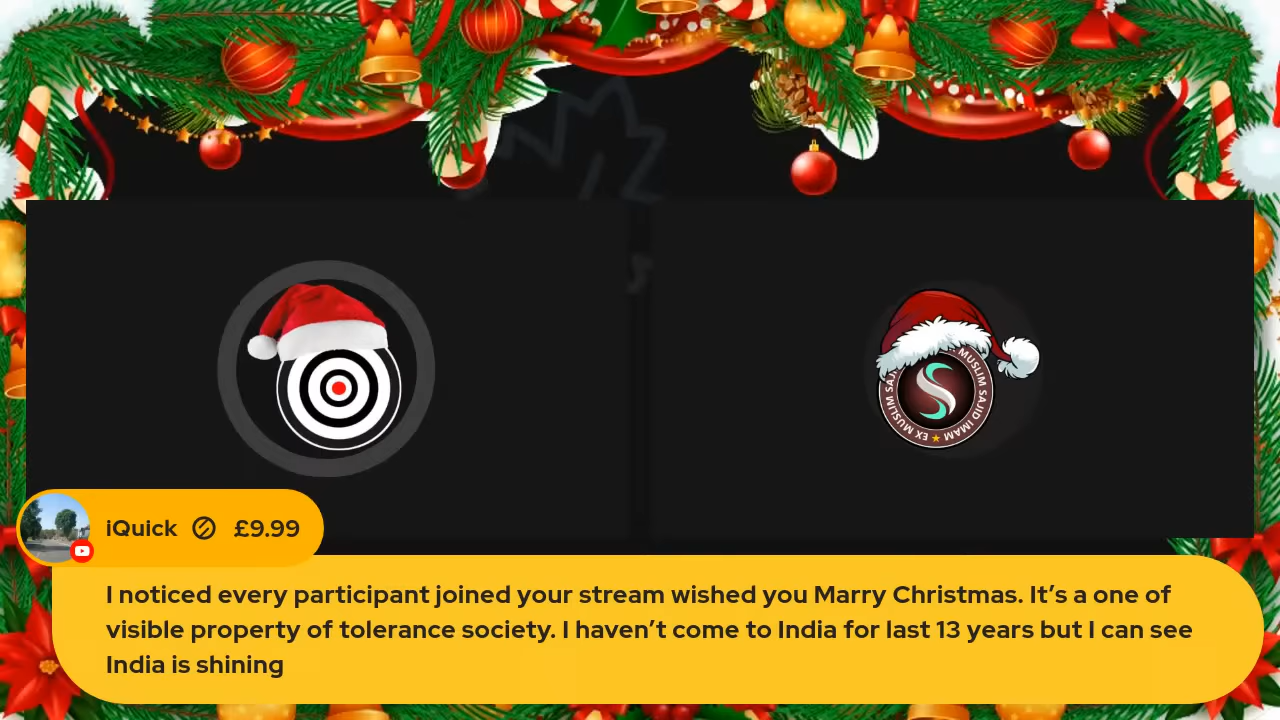 EX MUSLIM SAJID IMAM
MUSLIM SAJ
iQuick £9.99
I noticed every participant joined your stream wished you Marry Christmas. It’s a one of
visible property of tolerance society. I haven’t come to India for last 13 years but I can see
India is shining